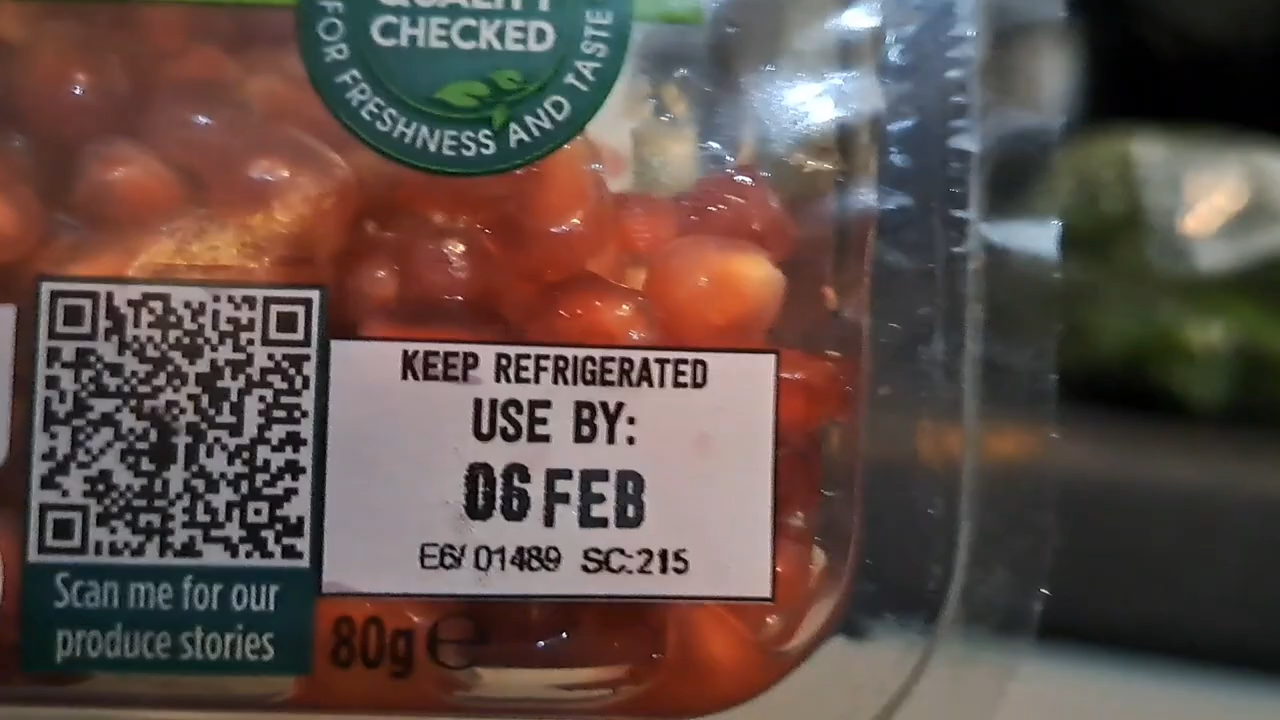 QUALITY
CHECKED
FOR FRESHNESS AND TASTE
KEEP REFRIGERATED
USE BY:
06 FEB
E6/ 01489 SC:215
Scan me for our
produce stories
80g e